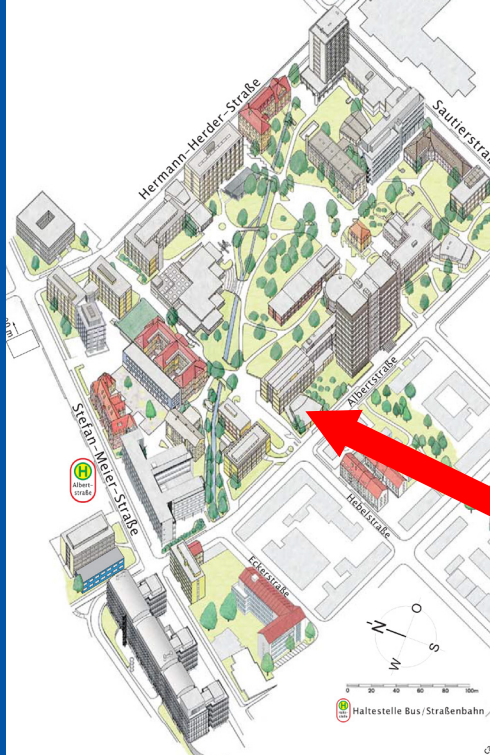 Hermann-Herder-Straße
Sautierstraße
Albertstraße
Stefan-Meier-Straße
H
Albert-
straße
Hebelstraße
Eckerstraße
N
O
S
W
0 20 40 60 80 100m
H Haltestelle Bus/Straßenbahn